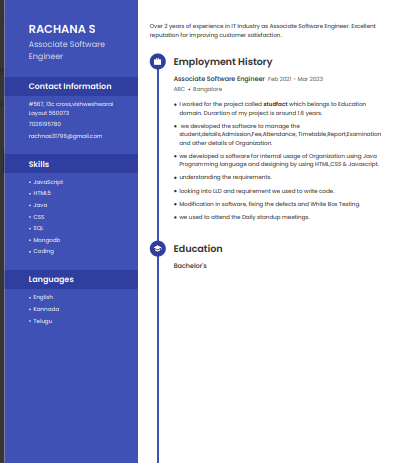 RACHANA S
Associate Software
Engineer
Contact Information
#567, 13c cross,vishweshwarai
Layout 560073
7026195780
rachnas31796@gmail.com
Skills
• JavaScript
• HTML5
• Java
• CSS
• SQL
• Mongodb
• Coding
Languages
• English
• Kannada
• Telugu
Over 2 years of experience in IT Industry as Associate Software Engineer. Excellent
reputation for improving customer satisfaction.
Employment History
Associate Software Engineer Feb 2021 - Mar 2023
ABC • Bangalore
• I worked for the project called studfact which belongs to Education
domain. Duration of my project is around 1.6 years.
• we developed the software to manage the
student,details,Admission,Fee,Attendance, Timetable,Report,Examination
and other details of Organization.
• we developed a software for internal usage of Organization using Java
Programming language and designing by using HTML,CSS & Javascript.
• understanding the requirements.
• looking into LLD and requirement we used to write code.
• Modification in software, fixing the defects and White Box Testing.
• we used to attend the Daily standup meetings.
Education
Bachelor's